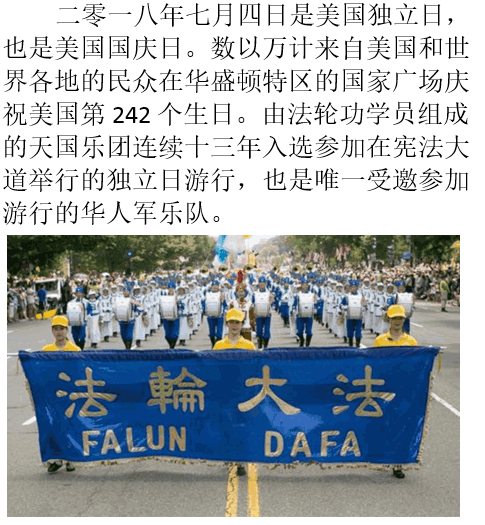 二零一八年七月四日是美国独立日，
也是美国国庆日。数以万计来自美国和世
界各地的民众在华盛顿特区的国家广场庆
祝美国第 242 个生日。由法轮功学员组成
的天国乐团连续十三年入选参加在宪法大
道举行的独立日游行，也是唯一受邀参加
游行的华人军乐队。
法輪大法
FALUN DAFA